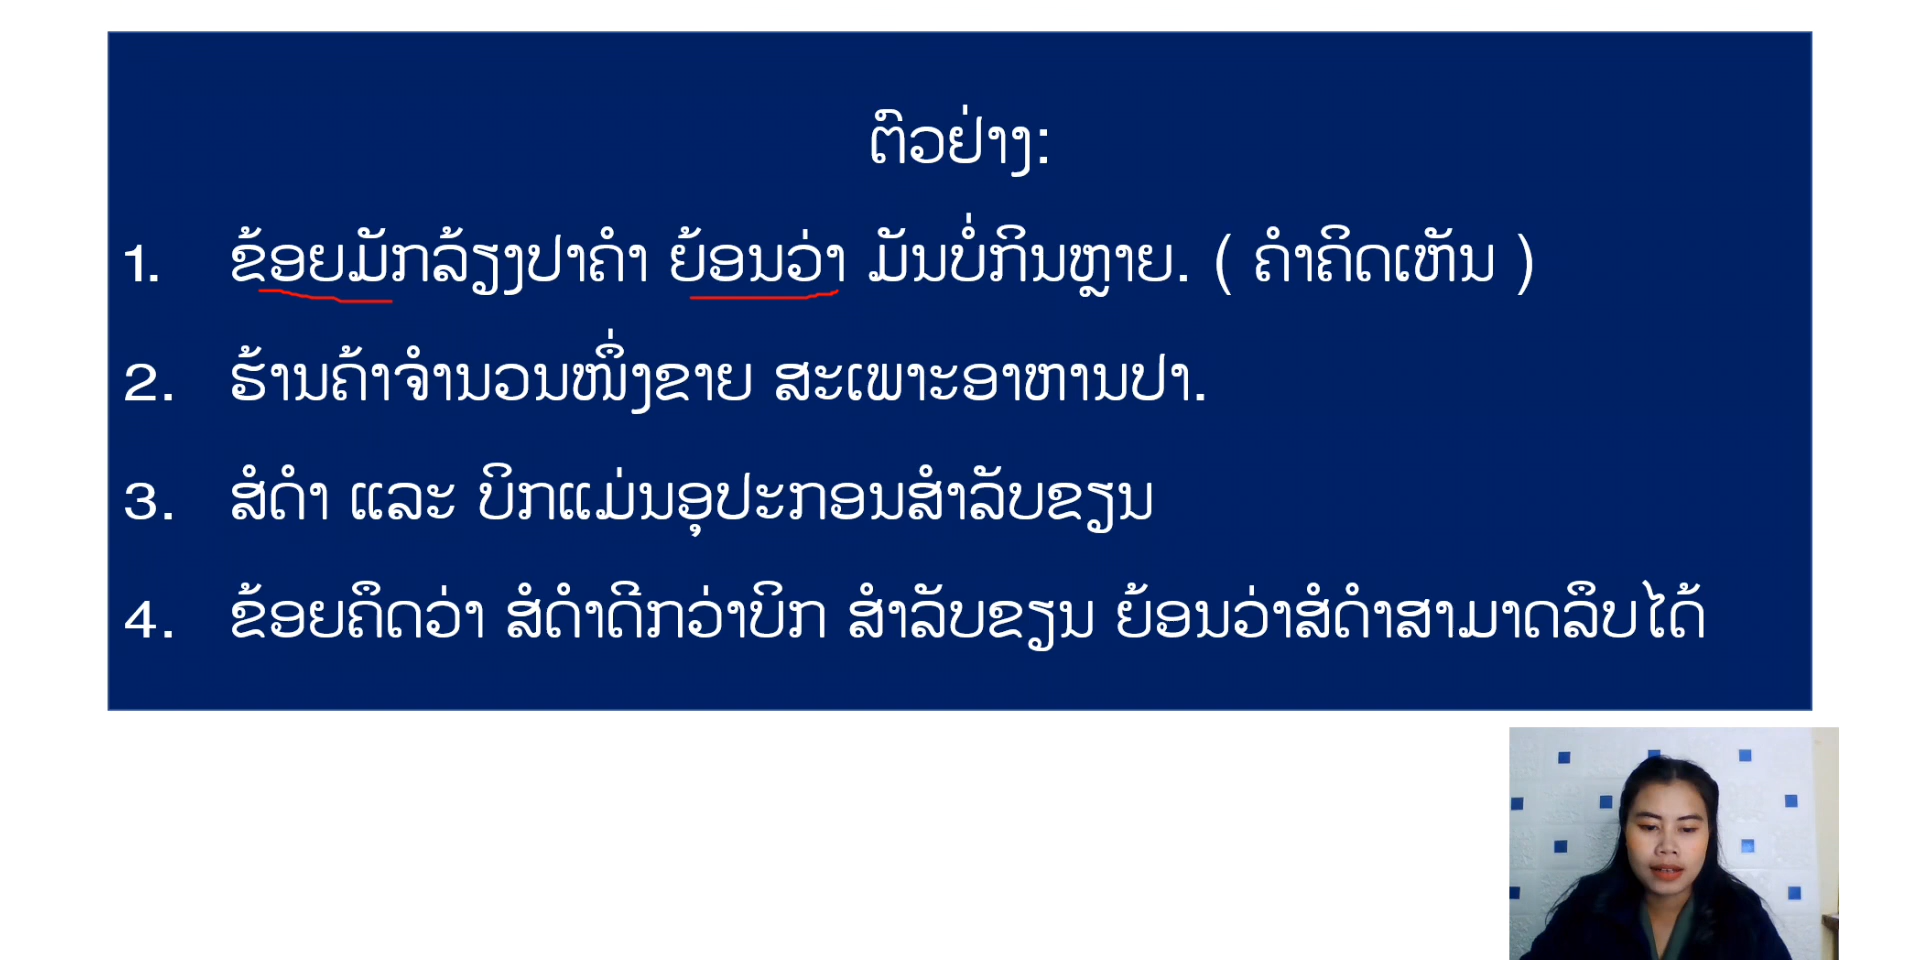 ຕົວຢ່າງ:
1. ຂ້ອຍມັກລ້ຽງປາຄຳ ຍ້ອນວ່າ ມັນບໍ່ກິນຫຼາຍ. ( ຄຳຄິດເຫັນ )
2. ຮ້ານຄ້າຈຳນວນໜຶ່ງຂາຍ ສະເພາະອາຫານປາ.
3. ສໍດຳ ແລະ ບິກແມ່ນອຸປະກອນສຳລັບຂຽນ
4. ຂ້ອຍຄຶດວ່າ ສໍດຳດີກວ່າບິກ ສຳລັບຂຽນ ຍ້ອນວ່າສໍດຳສາມາດລຶບໄດ້